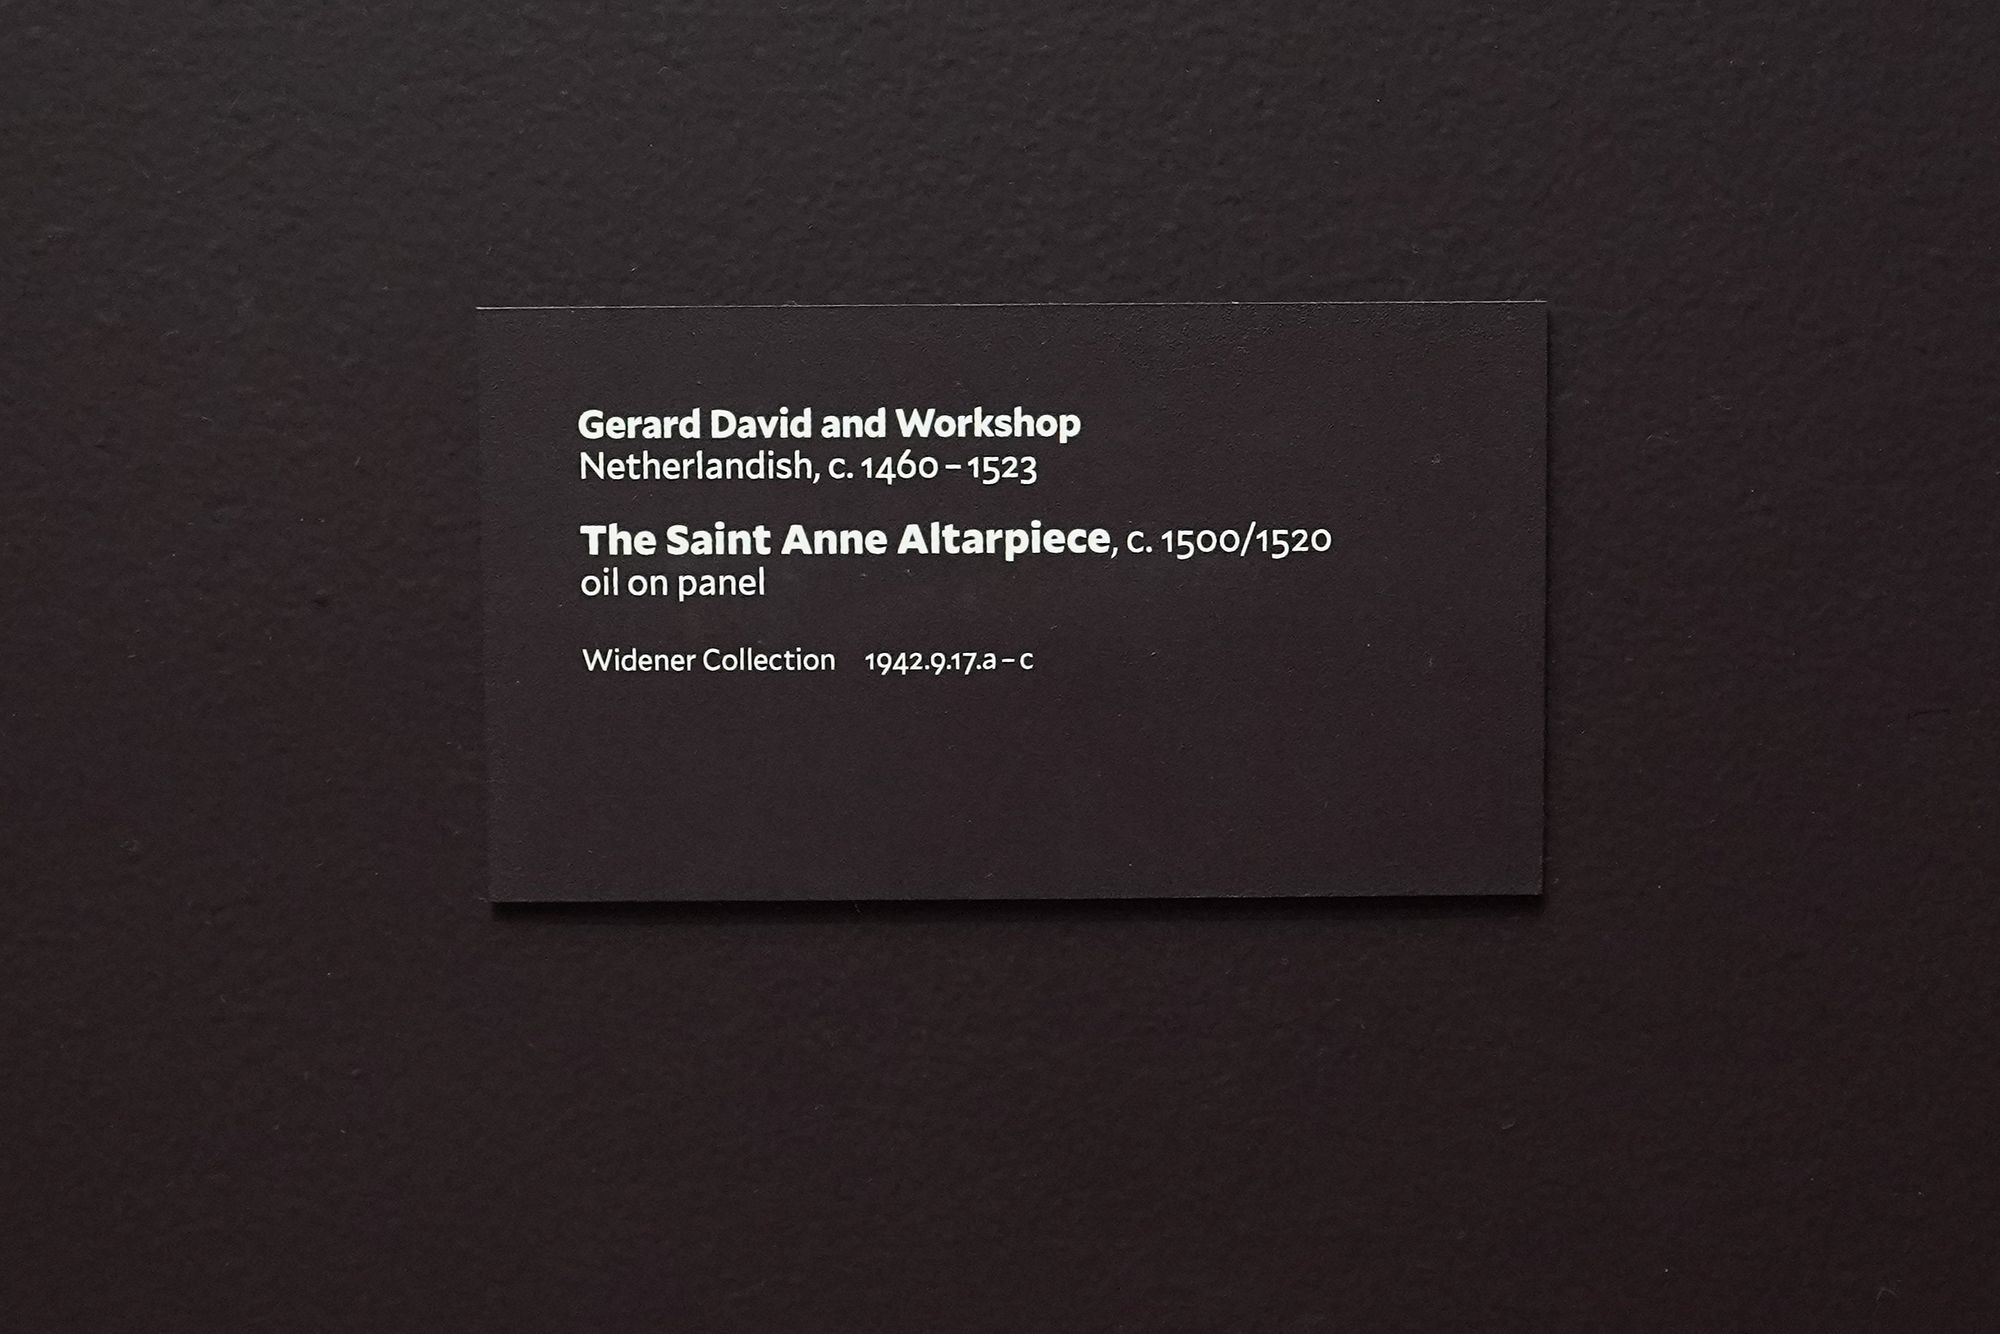 Gerard David and Workshop
Netherlandish, c. 1460–1523
The Saint Anne Altarpiece, c. 1500/1520
oil on panel
Widener Collection 1942.9.17.a–c